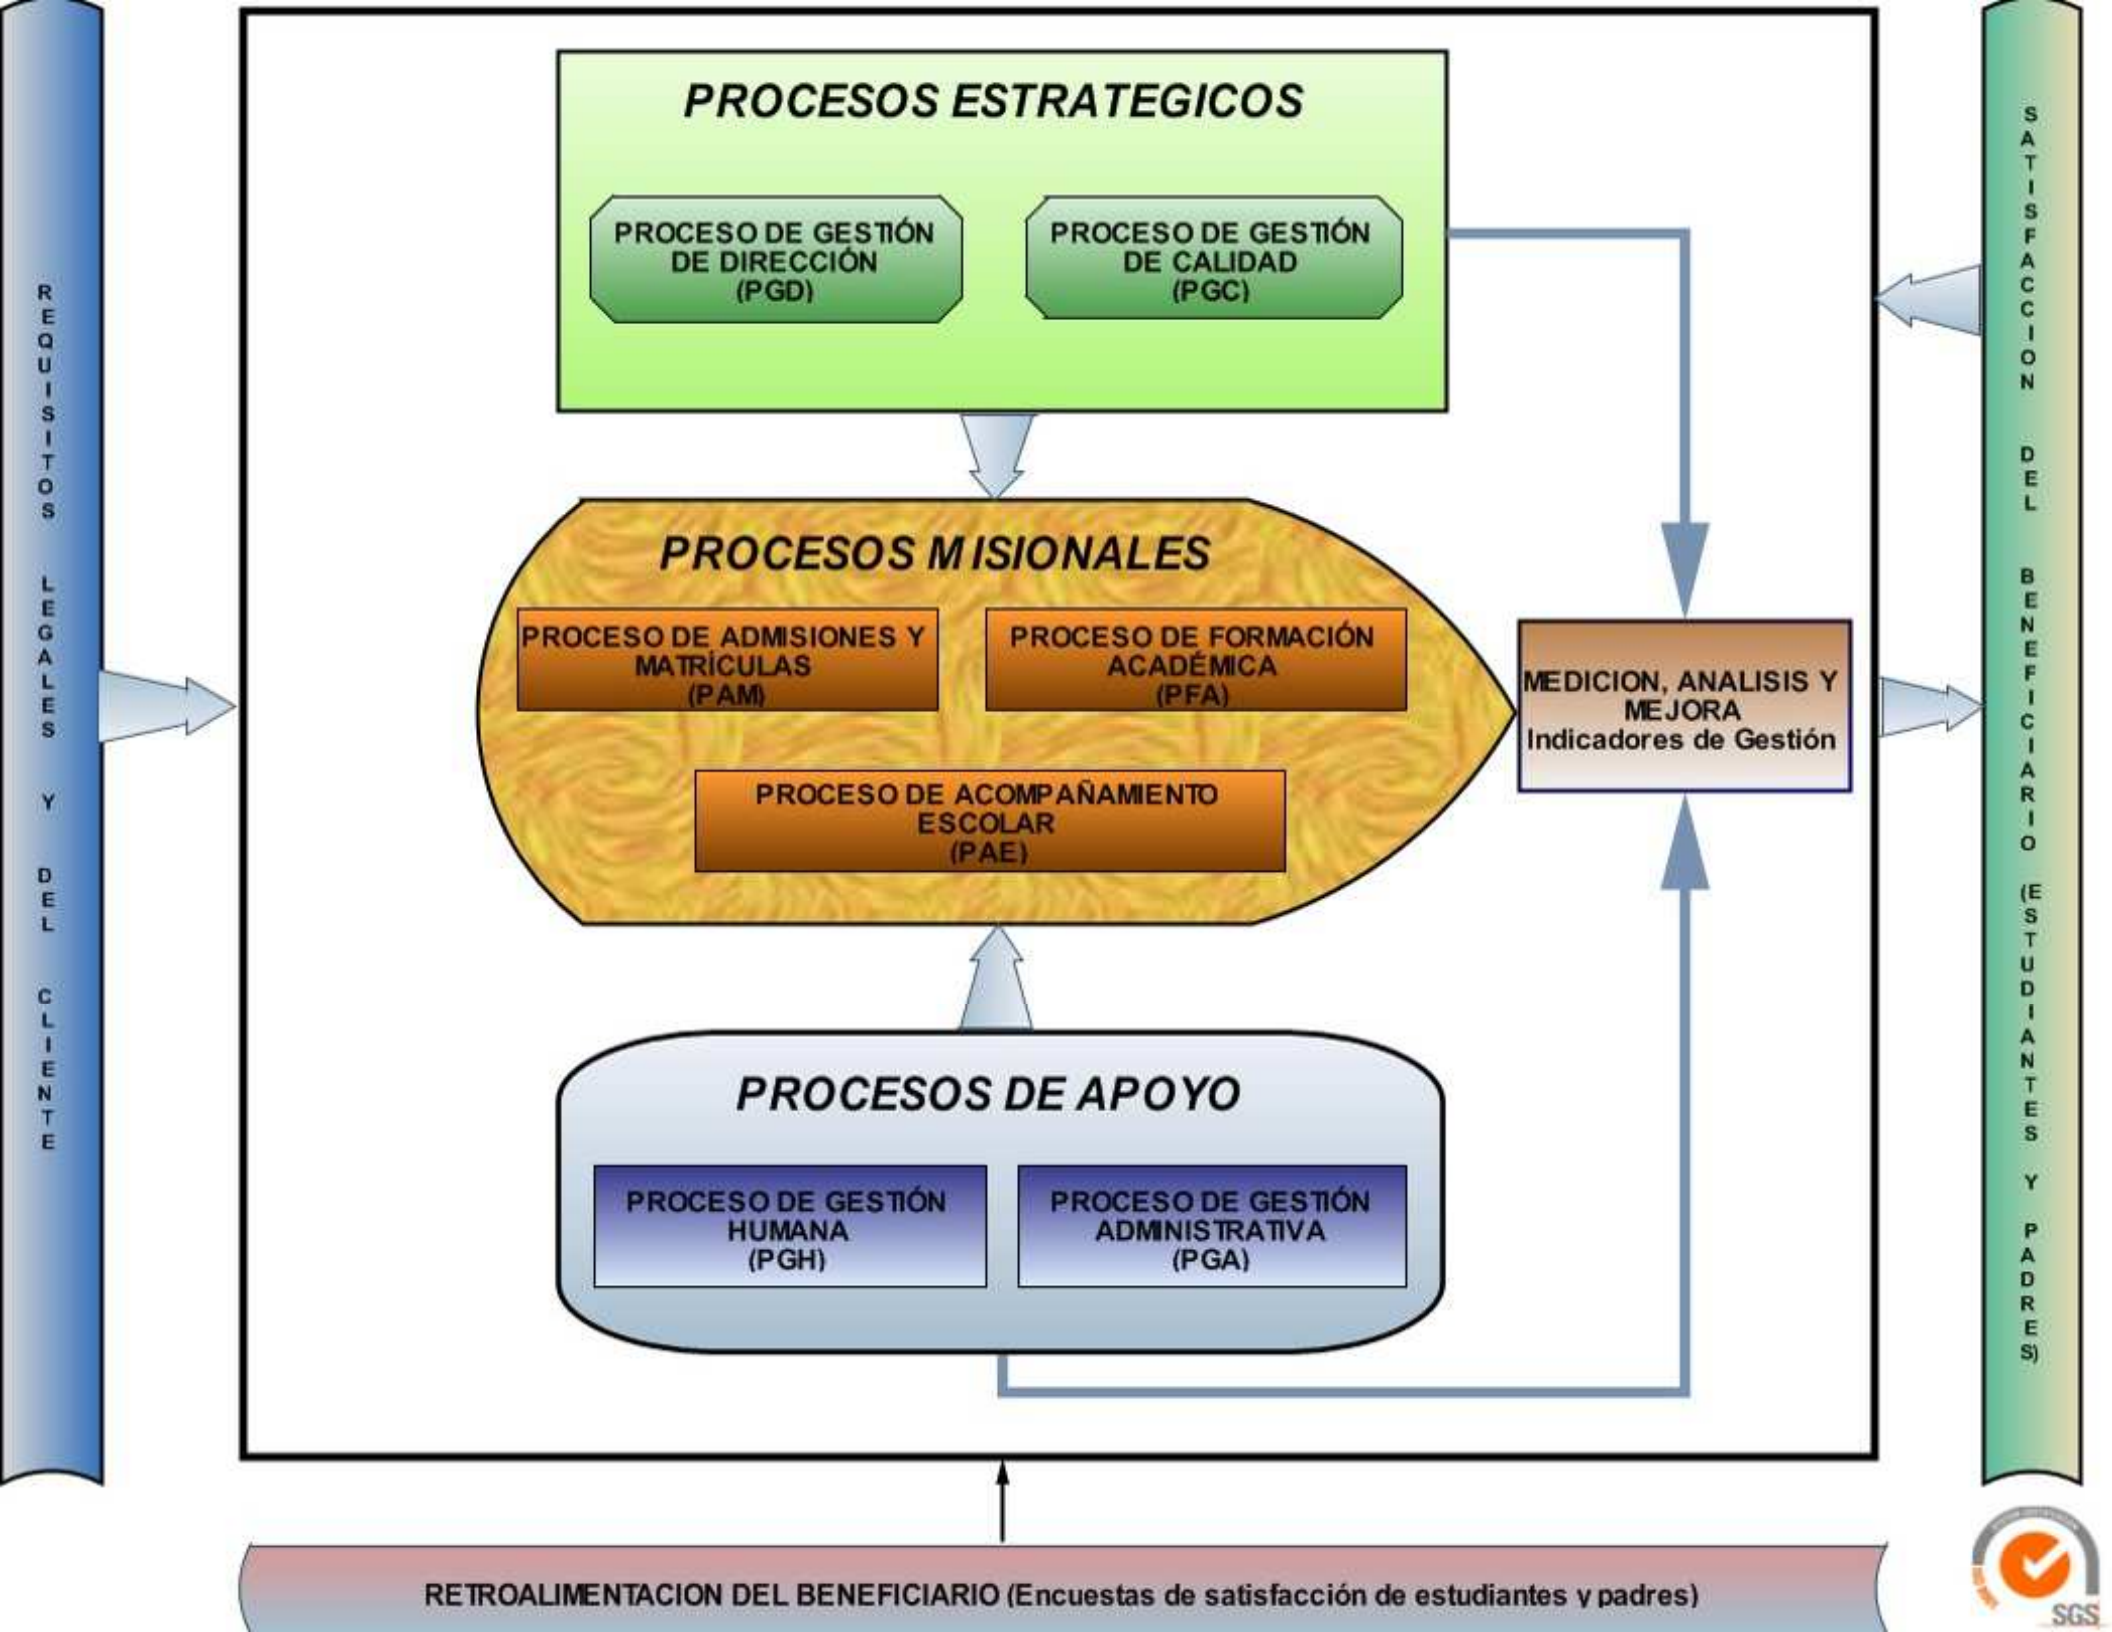 REQUISITOS LEGALES Y DEL CLIENTE
PROCESOS ESTRATEGICOS
PROCESO DE GESTIÓN
DE DIRECCIÓN
(PGD)
PROCESO DE GESTIÓN
DE CALIDAD
(PGC)
PROCESOS MISIONALES
PROCESO DE ADMISIONES Y
MATRÍCULAS
(PAM)
PROCESO DE FORMACIÓN
ACADÉMICA
(PFA)
PROCESO DE ACOMPAÑAMIENTO
ESCOLAR
(PAE)
MEDICION, ANALISIS Y
MEJORA
Indicadores de Gestión
PROCESOS DE APOYO
PROCESO DE GESTIÓN
HUMANA
(PGH)
PROCESO DE GESTIÓN
ADMINISTRATIVA
(PGA)
SATISFACCION DEL BENEFICIARIO (ESTUDIANTES Y PADRES)
RETROALIMENTACION DEL BENEFICIARIO (Encuestas de satisfacción de estudiantes y padres)
SGS